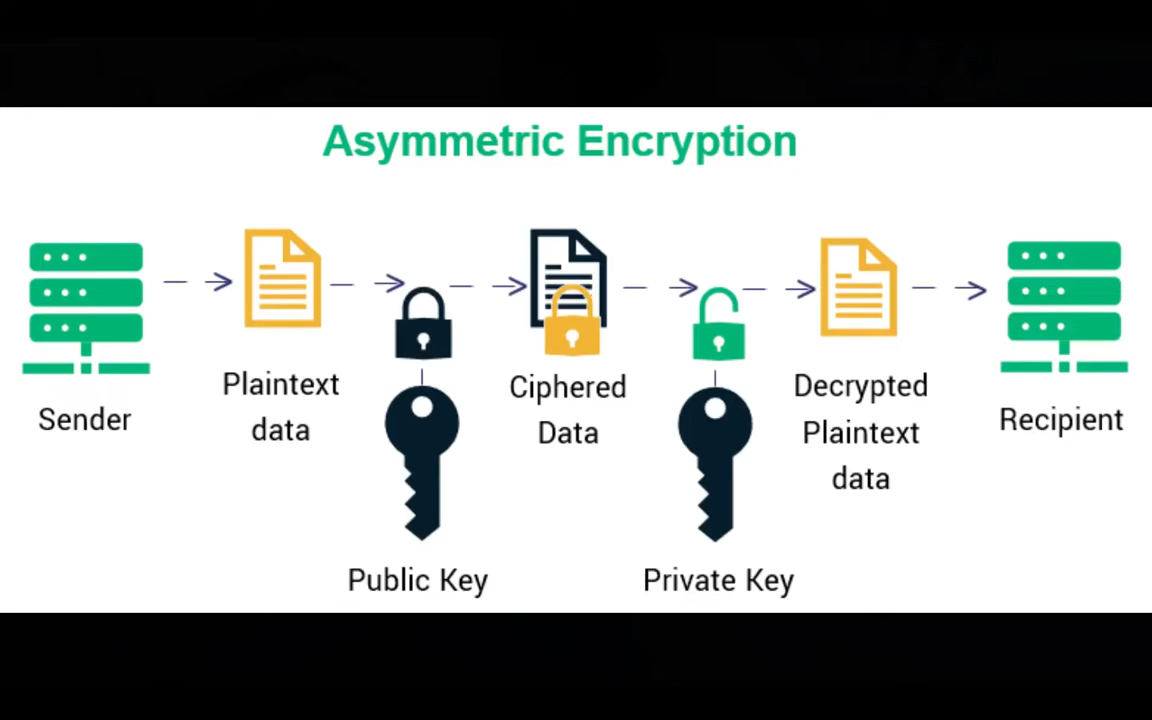 Asymmetric Encryption
Sender
Plaintext
data
Public Key
Ciphered
Data
Private Key
Decrypted
Plaintext
data
Recipient